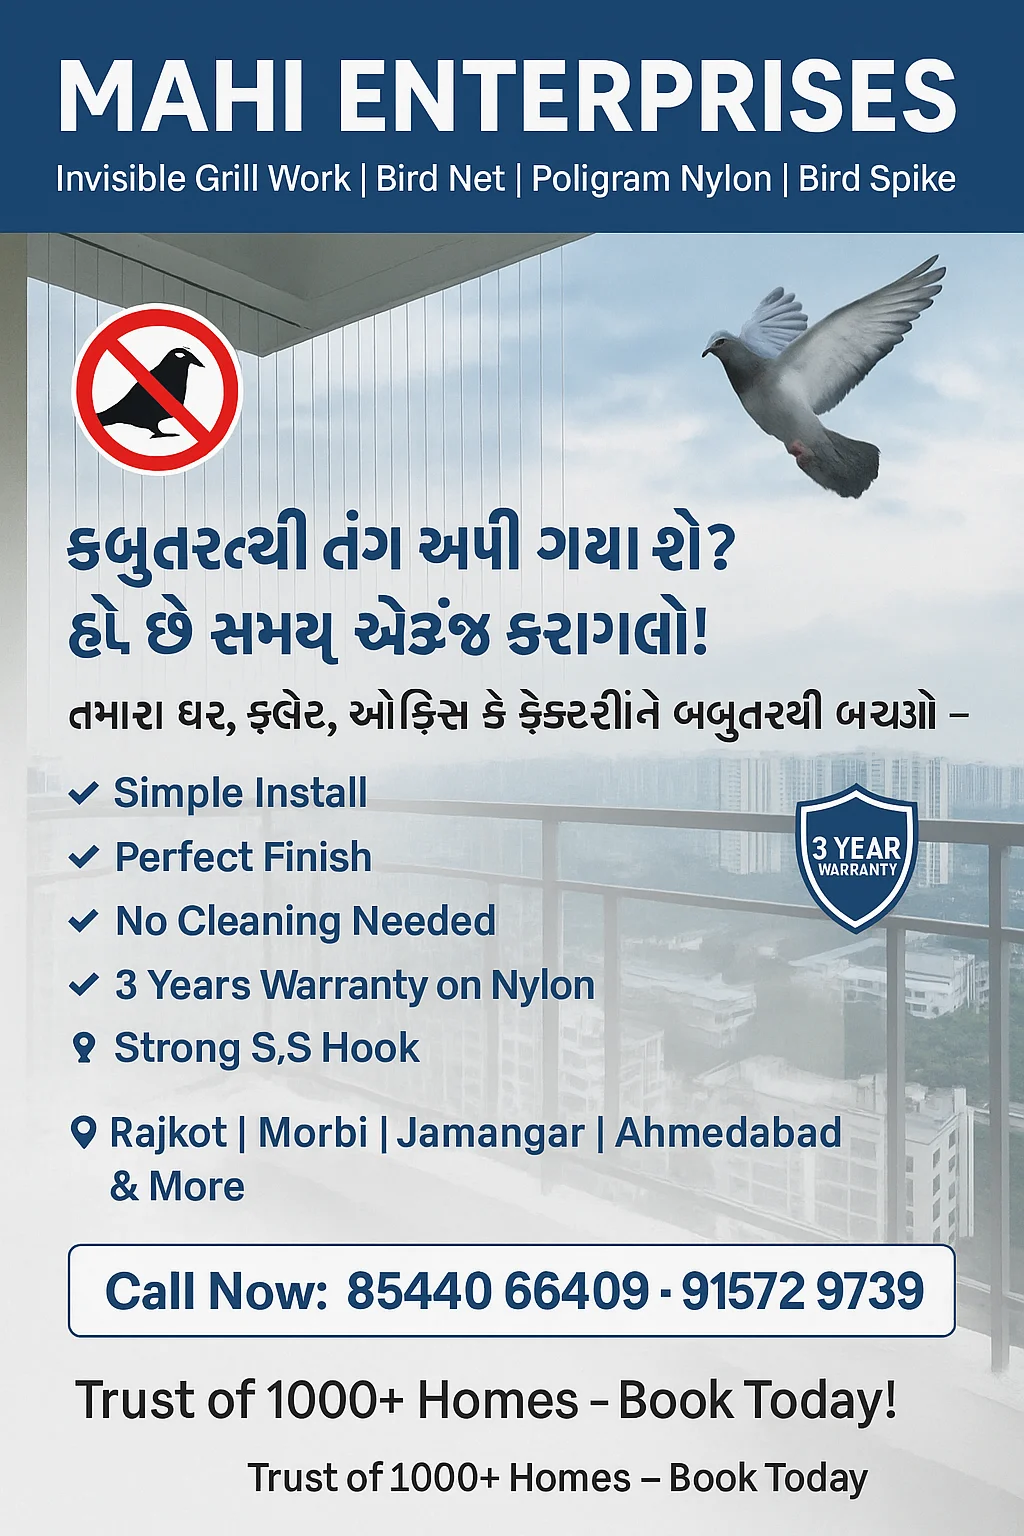 MAHI ENTERPRISES
Invisible Grill Work | Bird Net | Poligram Nylon | Bird Spike
કબુતરત્થી તંગ અપી ગયા શે?
હો. છે સમય્ એૠંજ કરાગલો!
તમારા ઘર, ફ્લેટ, ઓફ઼િસ કે ફ઼ેક્ટરીંાને બબુતરથી બચાઓ –
Simple Install
Perfect Finish
No Cleaning Needed
3 Years Warranty on Nylon
Strong S,S Hook
3 YEAR
WARRANTY
Rajkot | Morbi | Jamangar | Ahmedabad
& More
Call Now: 85440 66409 · 91572 9739
Trust of 1000+ Homes – Book Today!
Trust of 1000+ Homes – Book Today